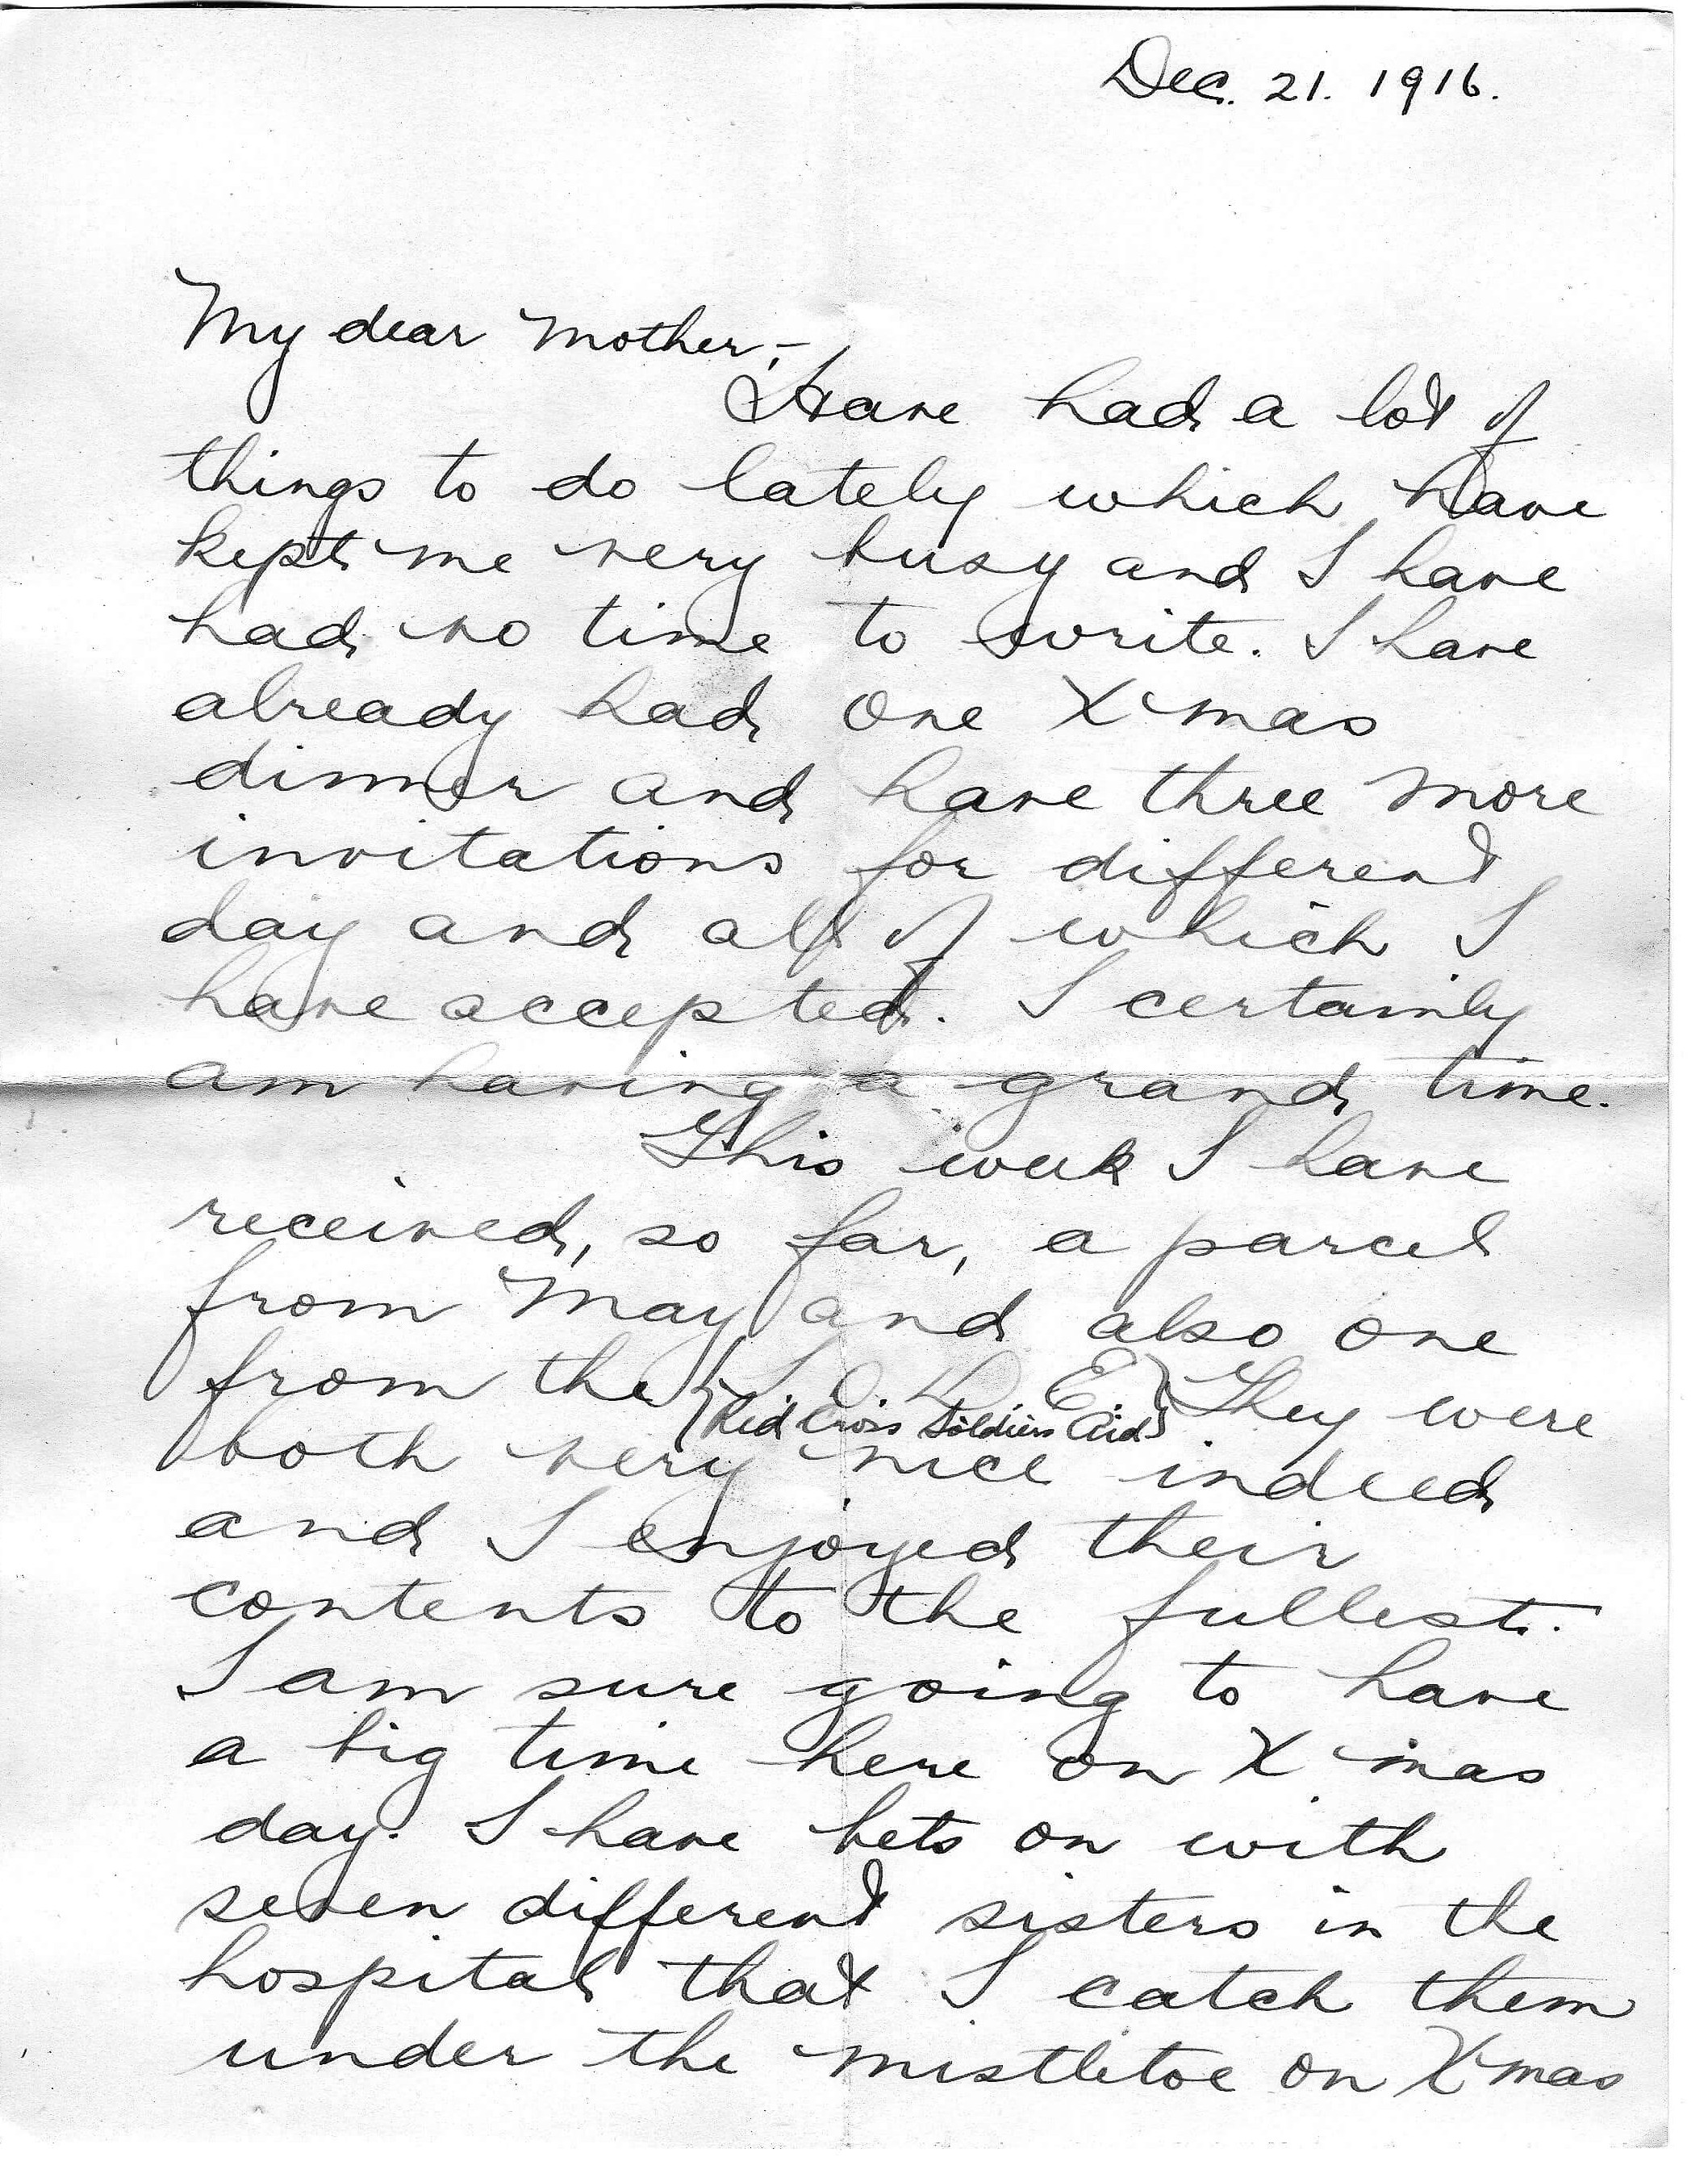 Dec. 21. 1916.
My dear Mother;-
Have had a lot of
things to do lately which have
kept me very busy and I have
had no time to write. I have
already had one X mas
dinner and have three more
invitations for different
day and all of which I
have accepted. I certainly
am having a grand time.
This week I have
received, so far, a parcel
from May and also one
from the {I O D E} They were
{Red Cross Soldiers Aid}
both very nice indeed
and I enjoyed their
contents to the fullest.
I am sure going to have
a big time here on X mas
day. I have bets on with
seven different sisters in the
hospital that I catch them
under the mistletoe on X mas